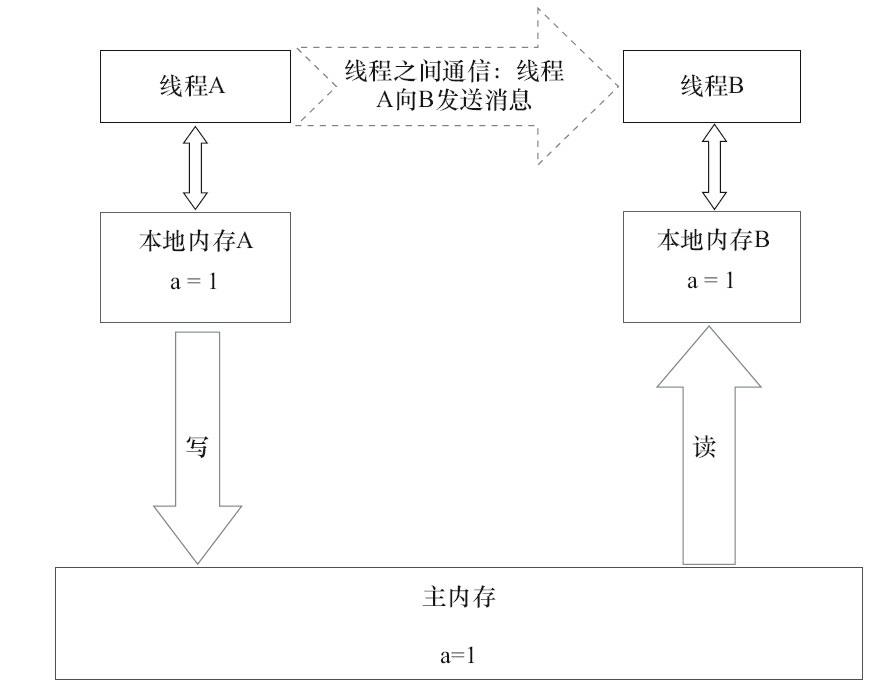 线程A
线程之间通信：线程
A向B发送消息
线程B
本地内存A
a = 1
本地内存B
a = 1
写
读
主内存
a=1